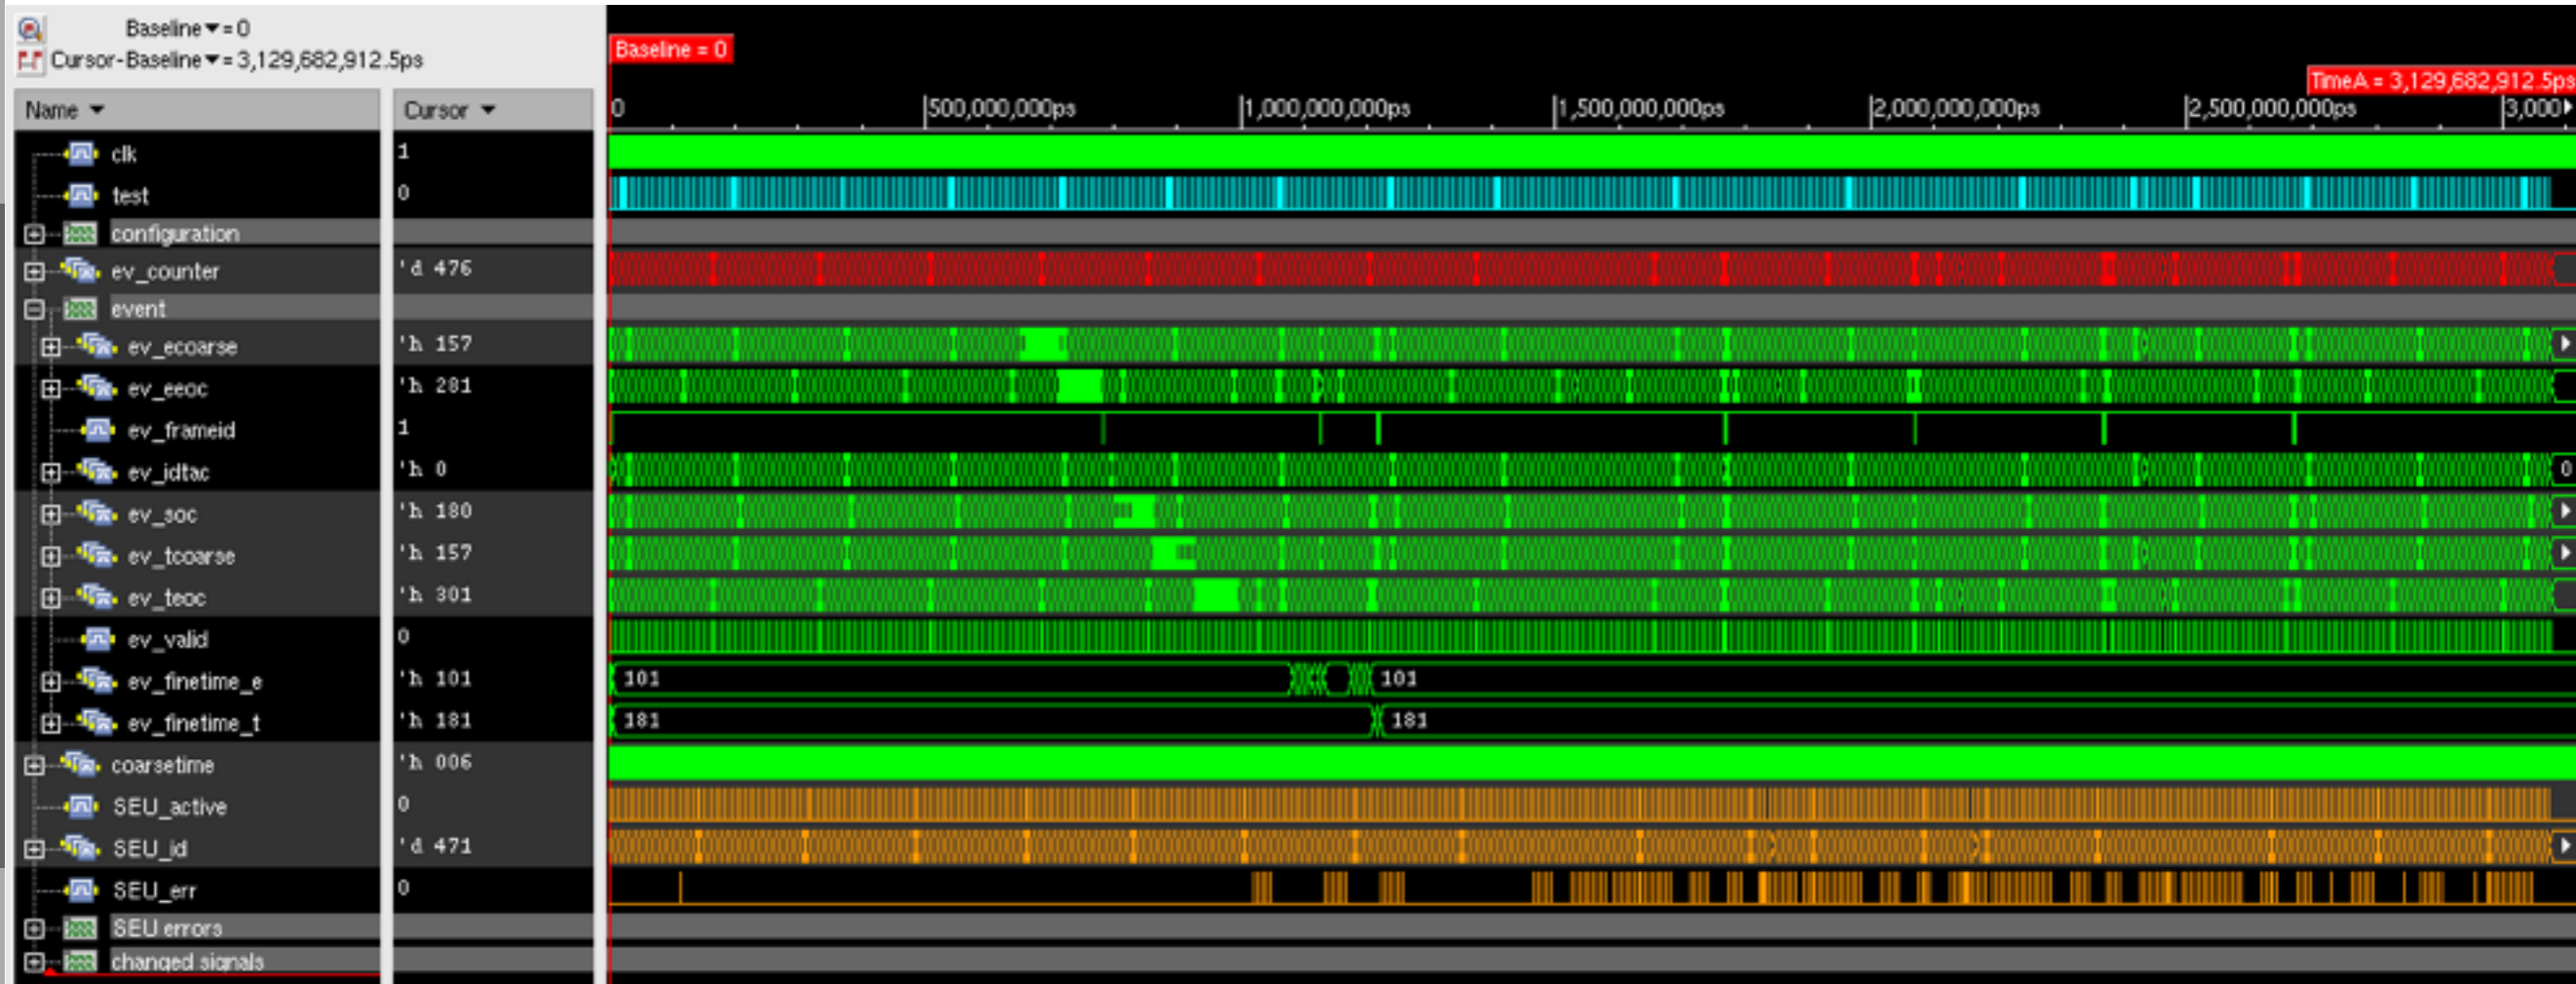 Baseline▼=0
Cursor-Baseline▼=3,129,682,912.5ps
Baseline = 0
TimeA = 3,129,682,912.5ps
Name▼ Cursor▼ 0 500,000,000ps 1,000,000,000ps 1,500,000,000ps 2,000,000,000ps 2,500,000,000ps 3,000
clk 1
test 0
configuration
ev_counter 'd 476
event
ev_ecoarse 'h 157
ev_eeoc 'h 281
ev_frameid 1
ev_idtac 'h 0 0
ev_soc 'h 180
ev_tcoarse 'h 157
ev_teoc 'h 301
ev_valid 0
ev_finetime_e 'h 101 101 101
ev_finetime_t 'h 181 181 181
coarsetime 'h 006
SEU_active 0
SEU_id 'd 471
SEU_err 0
SEU errors
changed signals